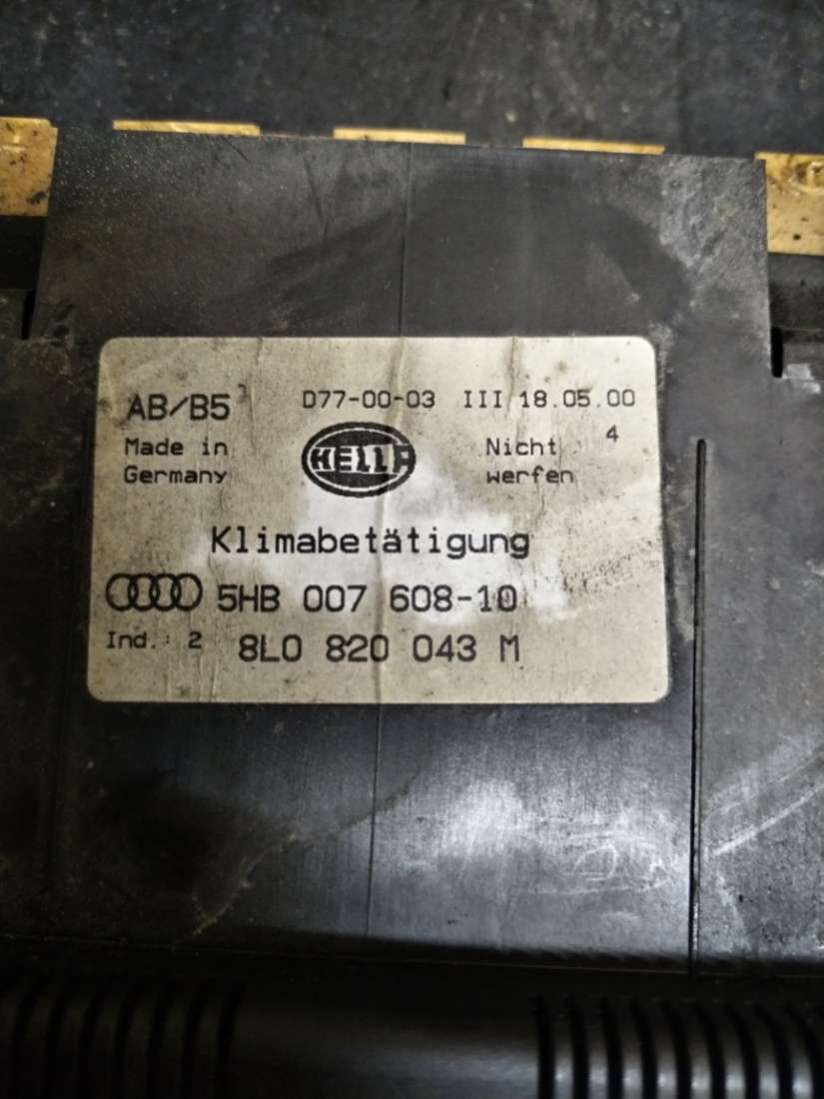 AB/B5 D77-00-03 III 18.05.00
Made in Germany
HELLA
Nicht werfen 4
Klimabetätigung
5HB 007 608-10
Ind.: 2 8L0 820 043 M